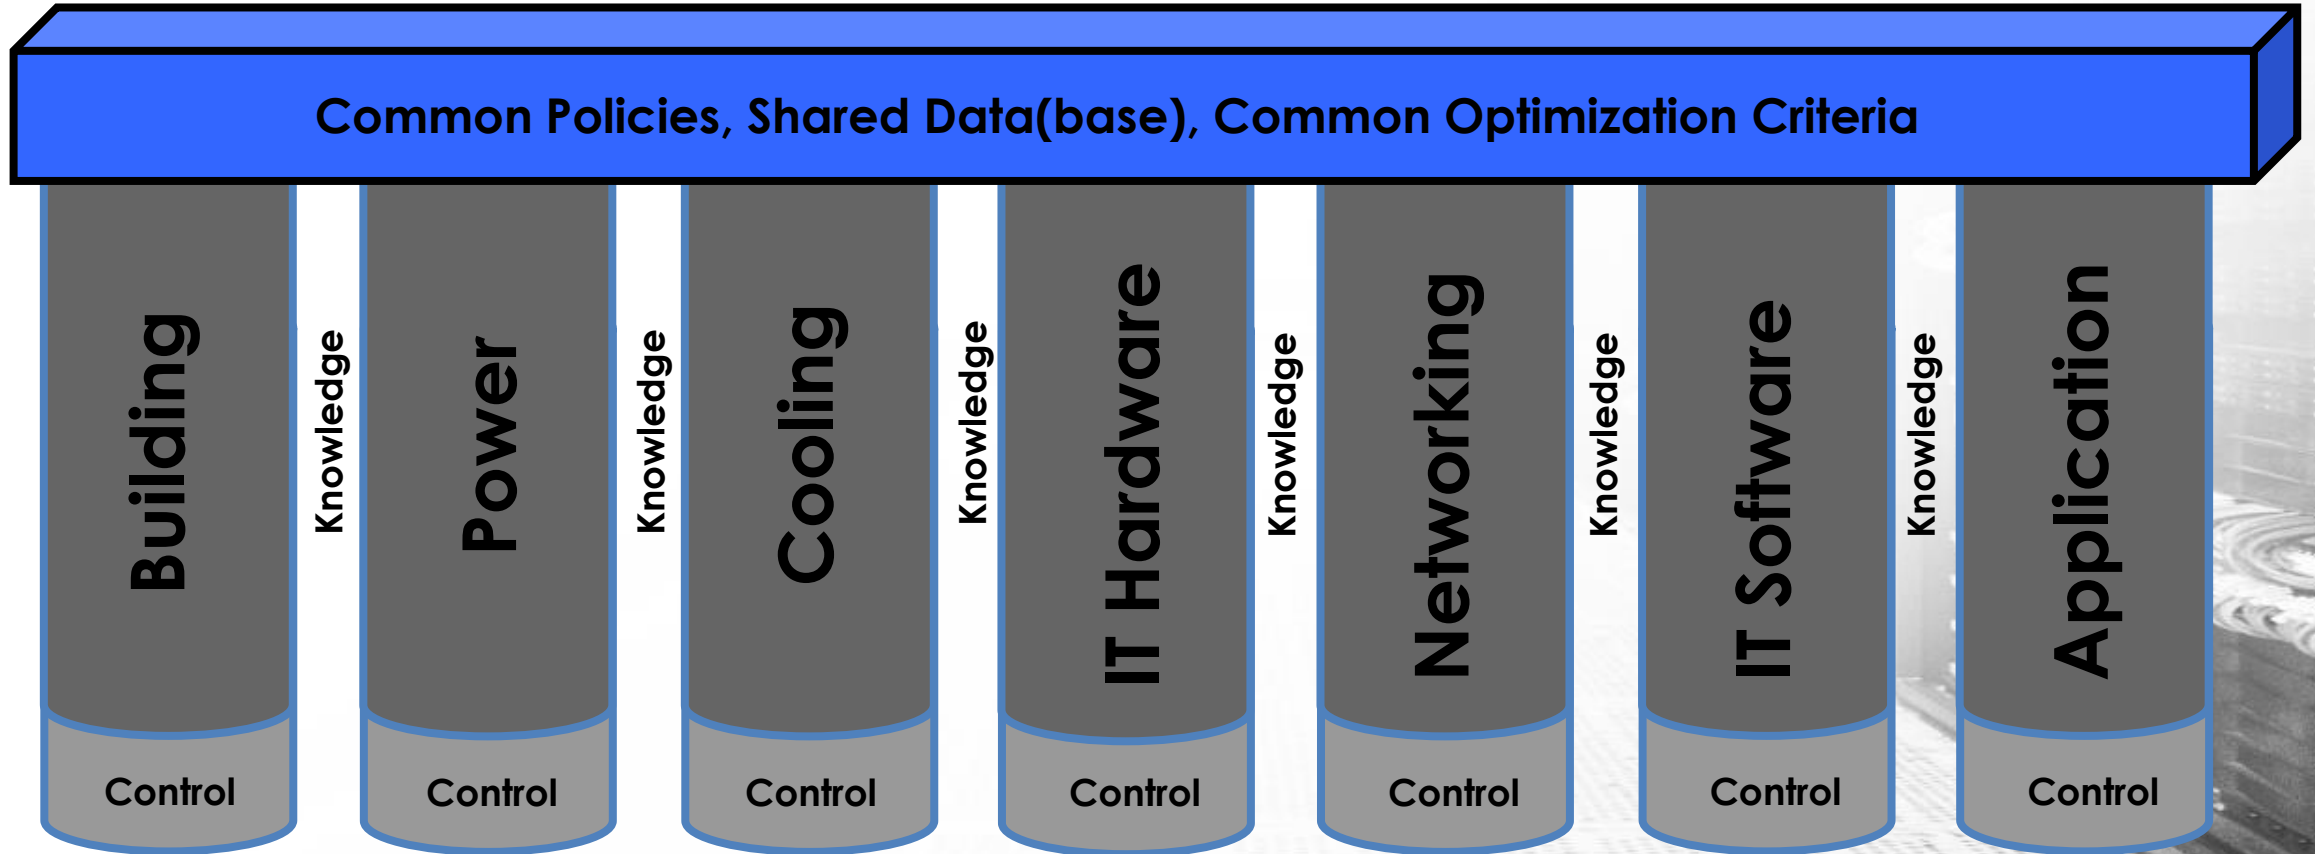 Common Policies, Shared Data(base), Common Optimization Criteria
Building
Knowledge
Power
Knowledge
Cooling
Knowledge
IT Hardware
Knowledge
Networking
Knowledge
IT Software
Knowledge
Application
Control
Control
Control
Control
Control
Control
Control